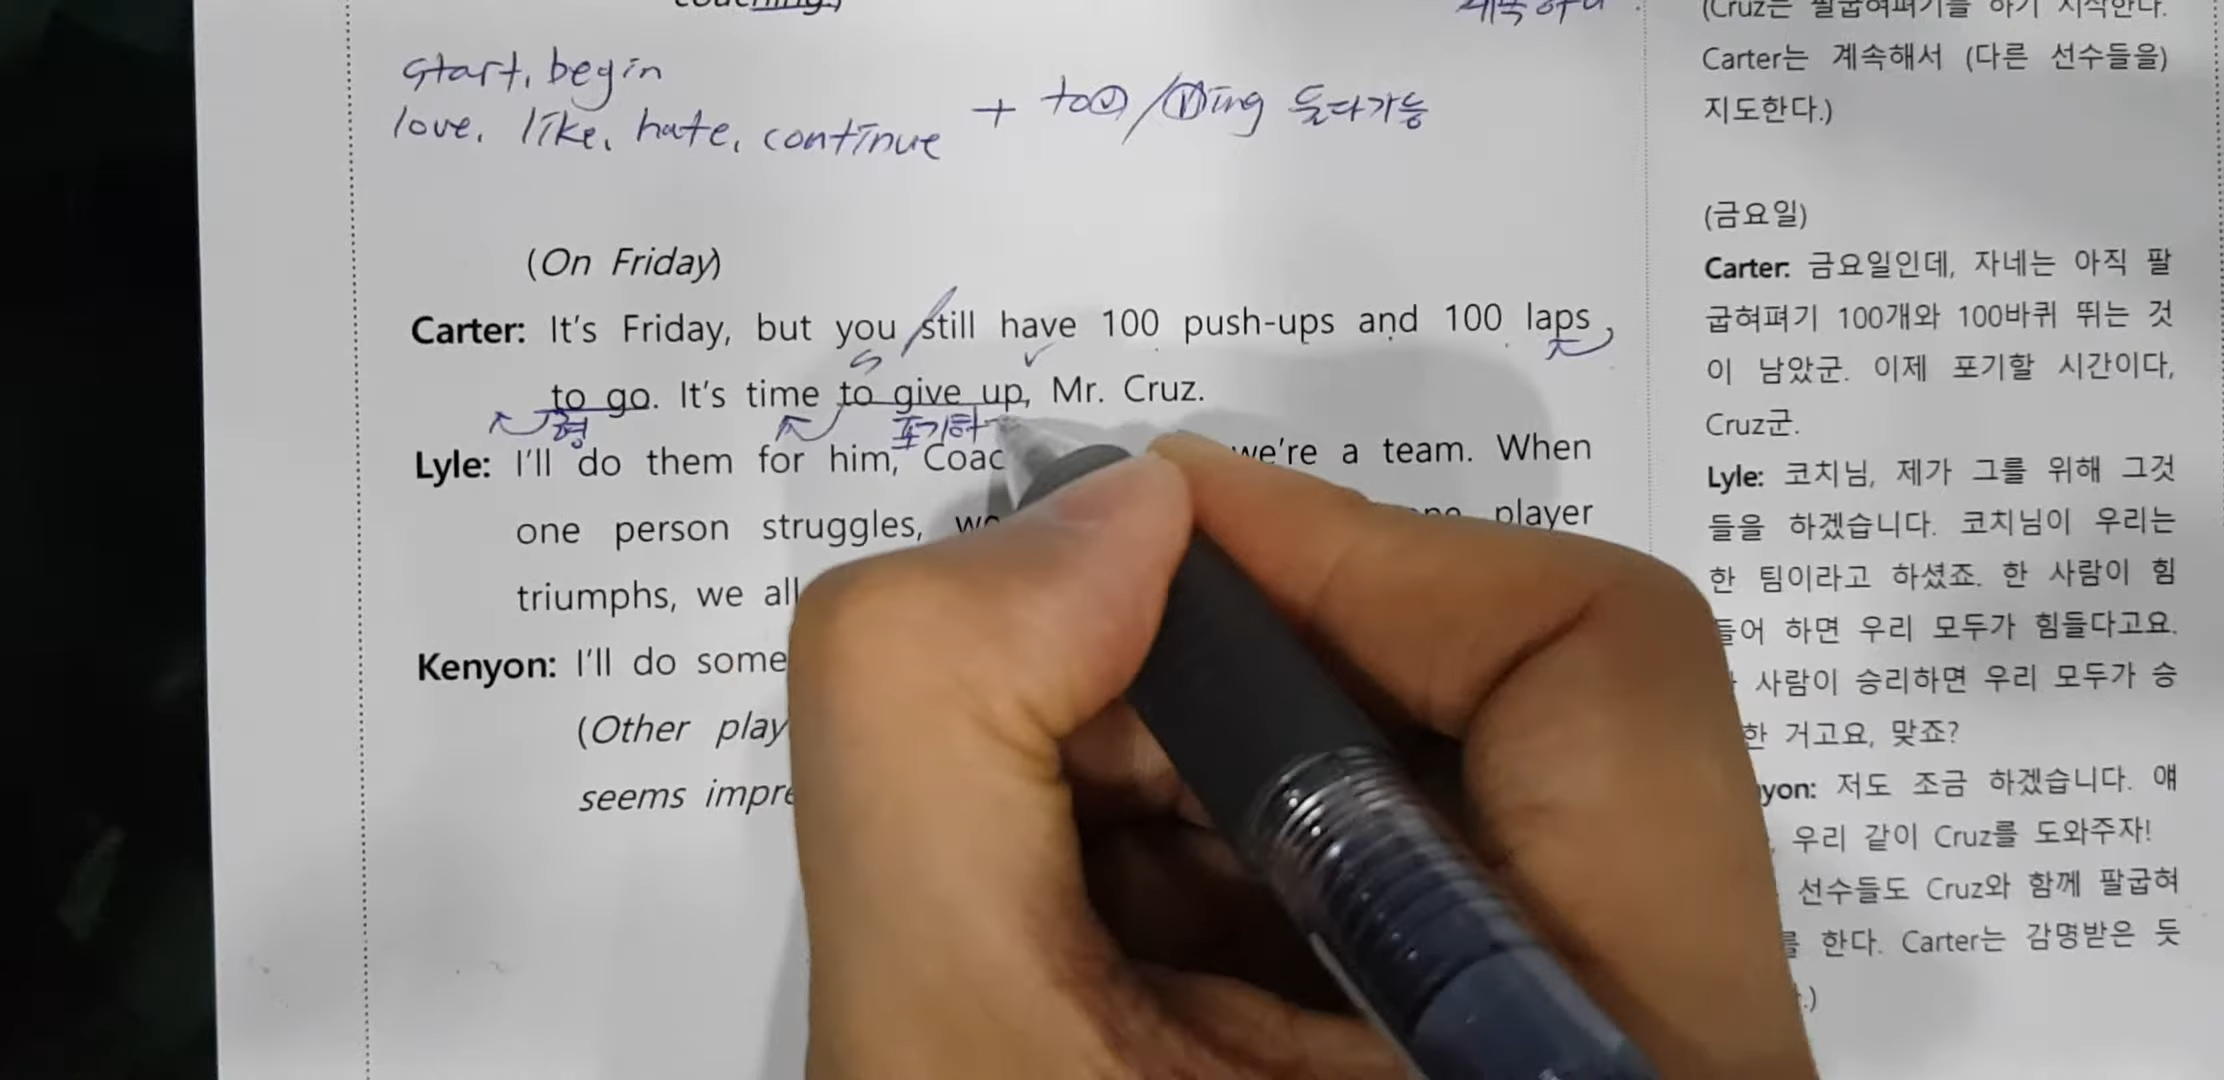 start, begin
love, like, hate, continue + to V / Ving 둘다가능
(On Friday)
Carter: It's Friday, but you still have 100 push-ups and 100 laps
to go. It's time to give up, Mr. Cruz.
형 포기하
Lyle: I'll do them for him, Coac we're a team. When
one person struggles, player
triumphs, we all
Kenyon: I'll do some
(Other play
seems impre
(Cruz는 팔굽혀펴기를 하기 시작한다.
Carter는 계속해서 (다른 선수들을)
지도한다.)
(금요일)
Carter: 금요일인데, 자네는 아직 팔
굽혀펴기 100개와 100바퀴 뛰는 것
이 남았군. 이제 포기할 시간이다,
Cruz군.
Lyle: 코치님, 제가 그를 위해 그것
들을 하겠습니다. 코치님이 우리는
한 팀이라고 하셨죠. 한 사람이 힘
들어 하면 우리 모두가 힘들다고요.
사람이 승리하면 우리 모두가 승
한 거고요, 맞죠?
yon: 저도 조금 하겠습니다. 얘
우리 같이 Cruz를 도와주자!
선수들도 Cruz와 함께 팔굽혀
를 한다. Carter는 감명받은 듯